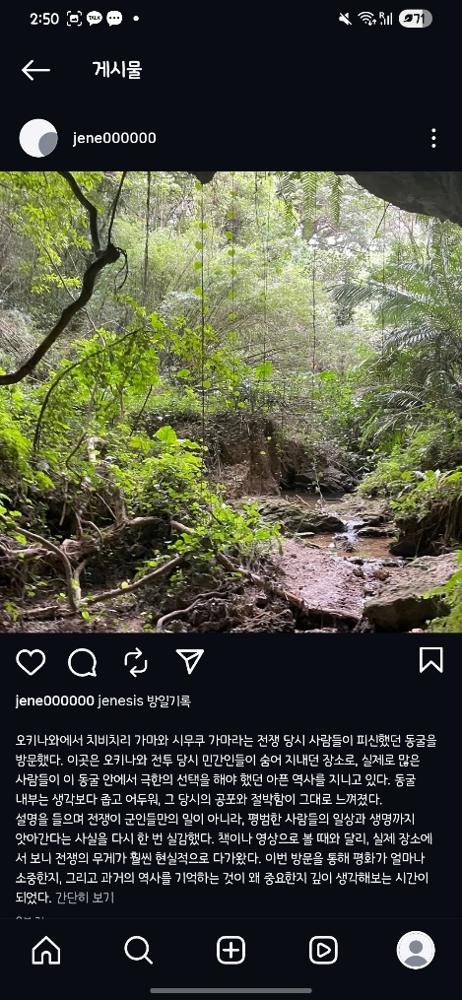 2:50
TALK
71
게시물
jene000000
jene000000 jenesis 방일기록
오키나와에서 치비치리 가마와 시무쿠 가마라는 전쟁 당시 사람들이 피신했던 동굴을
방문했다. 이곳은 오키나와 전투 당시 민간인들이 숨어 지내던 장소로, 실제로 많은
사람들이 이 동굴 안에서 극한의 선택을 해야 했던 아픈 역사를 지니고 있다. 동굴
내부는 생각보다 좁고 어두워, 그 당시의 공포와 절박함이 그대로 느껴졌다.
설명을 들으며 전쟁이 군인들만의 일이 아니라, 평범한 사람들의 일상과 생명까지
앗아간다는 사실을 다시 한 번 실감했다. 책이나 영상으로 볼 때와 달리, 실제 장소에
서 보니 전쟁의 무게가 훨씬 현실적으로 다가왔다. 이번 방문을 통해 평화가 얼마나
소중한지, 그리고 과거의 역사를 기억하는 것이 왜 중요한지 깊이 생각해보는 시간이
되었다. 간단히 보기